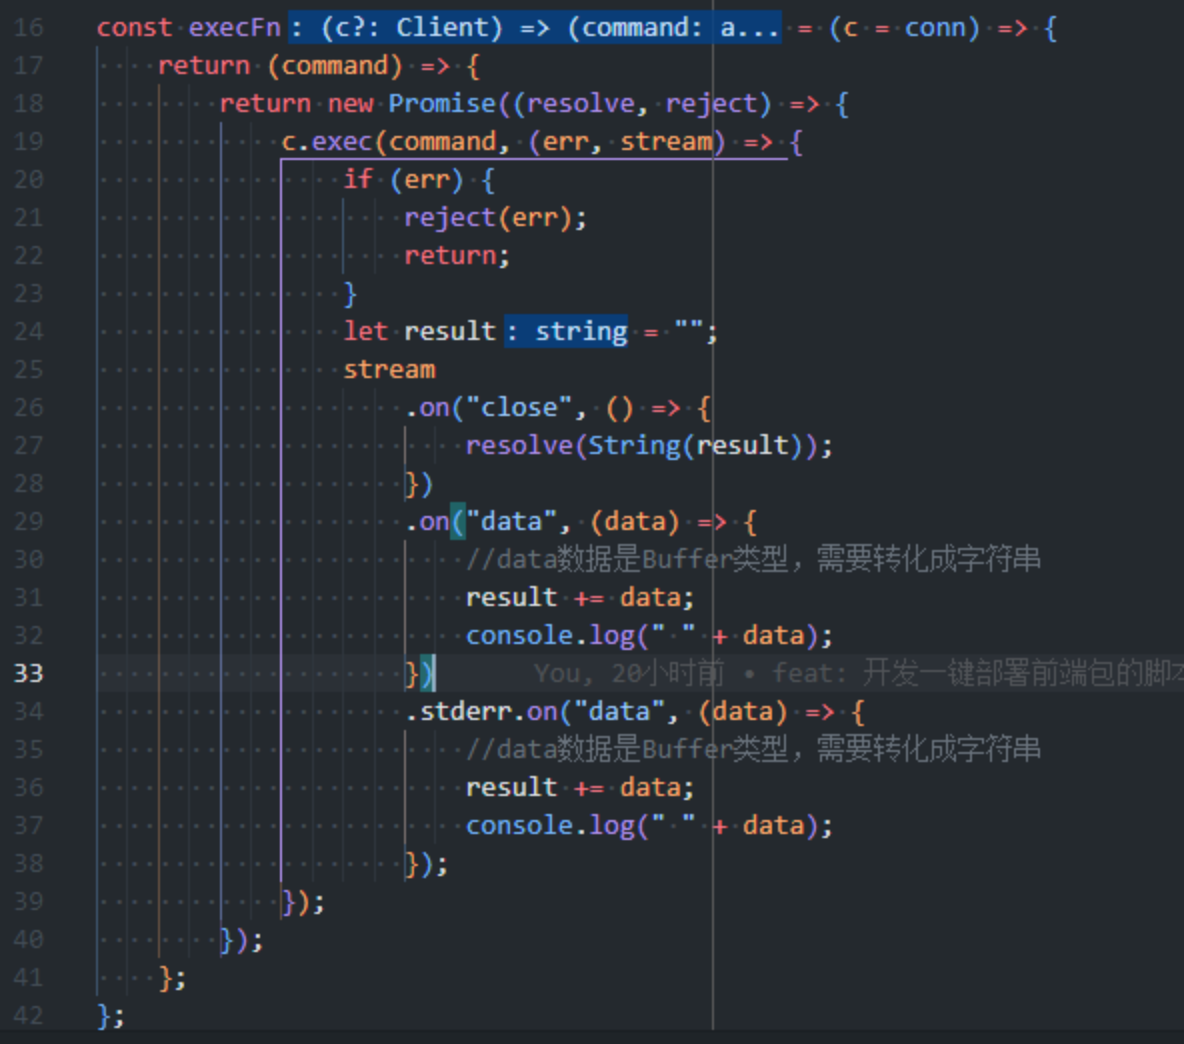 16 const execFn: (c?: Client) => (command: a... = (c = conn) => {
17 return (command) => {
18 return new Promise((resolve, reject) => {
19 c.exec(command, (err, stream) => {
20 if (err) {
21 reject(err);
22 return;
23 }
24 let result: string = "";
25 stream
26 .on("close", () => {
27 resolve(String(result));
28 })
29 .on("data", (data) => {
30 //data数据是Buffer类型，需要转化成字符串
31 result += data;
32 console.log(" " + data);
33 }) You, 20小时前 • feat: 开发一键部署前端包的脚本
34 .stderr.on("data", (data) => {
35 //data数据是Buffer类型，需要转化成字符串
36 result += data;
37 console.log(" " + data);
38 });
39 });
40 });
41 };
42 };